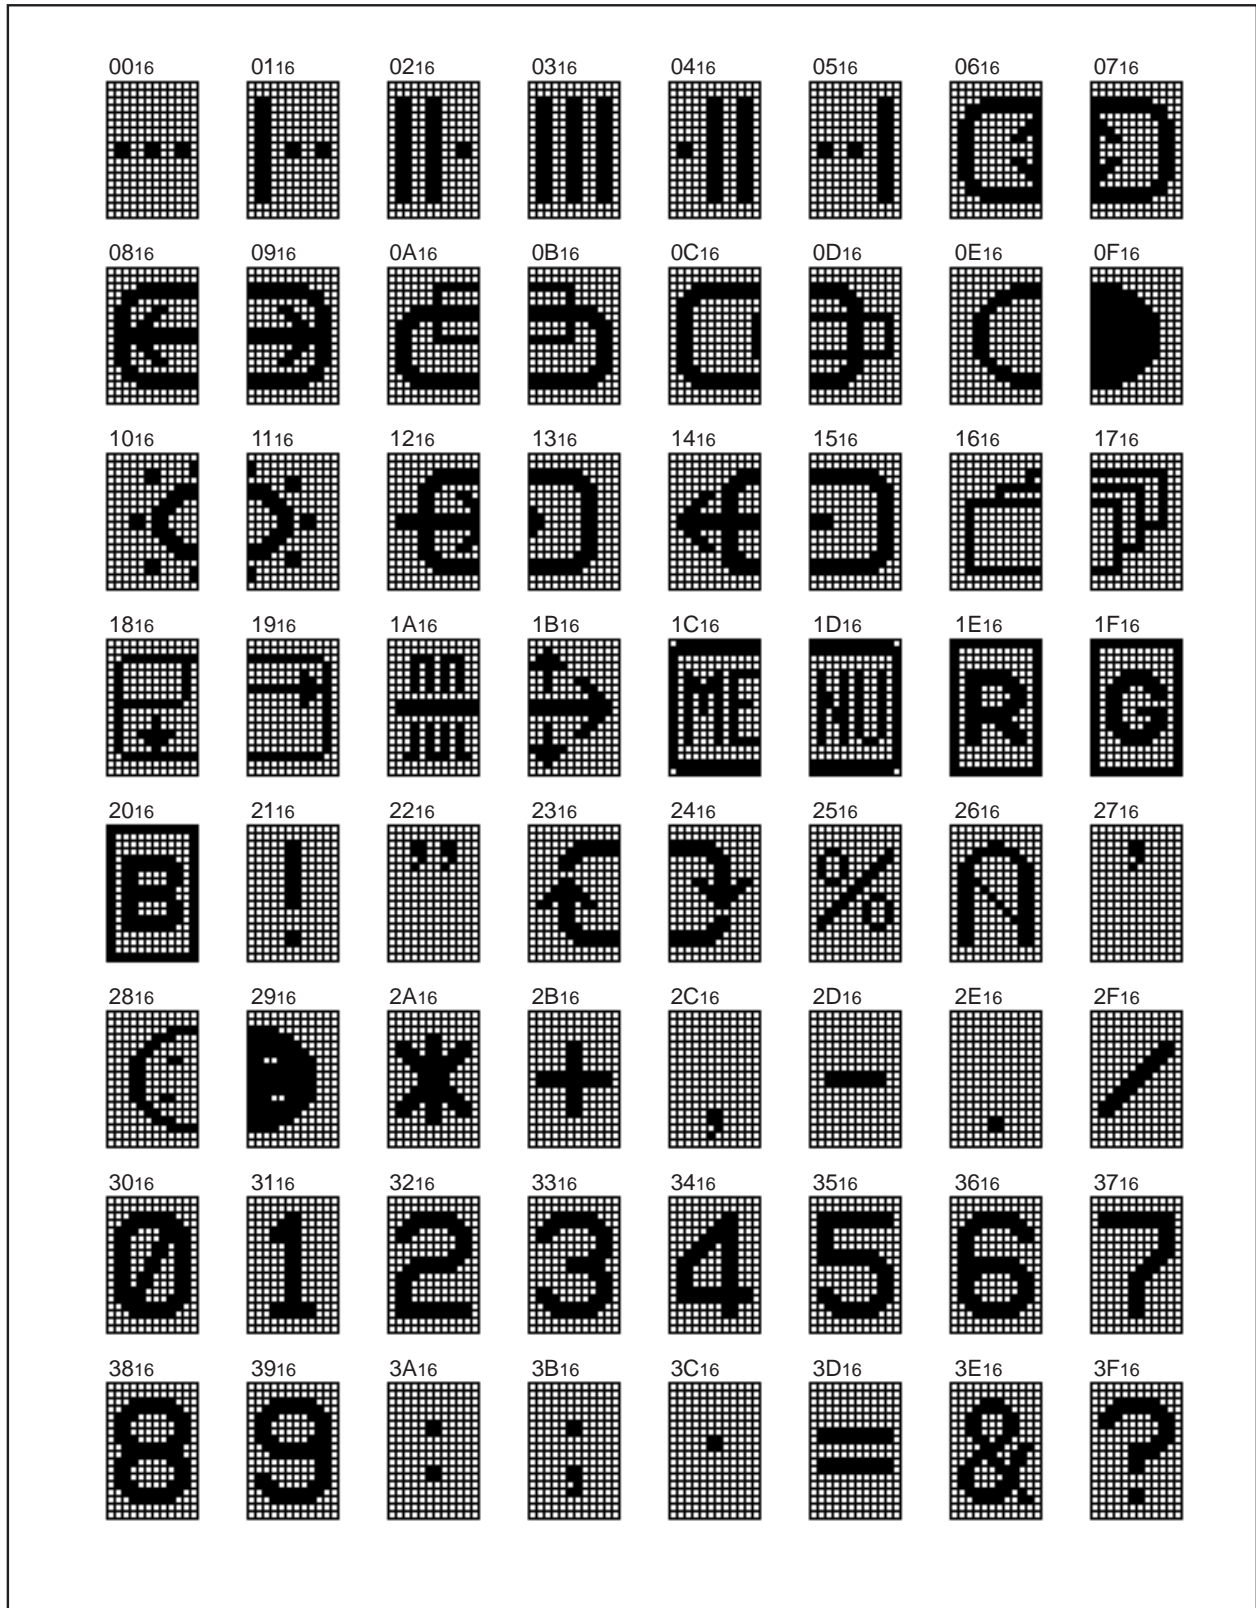 0016 0116 0216 0316 0416 0516 0616 0716
0816 0916 0A16 0B16 0C16 0D16 0E16 0F16
1016 1116 1216 1316 1416 1516 1616 1716
1816 1916 1A16 1B16 1C16 1D16 1E16 1F16
ME NU R G
2016 2116 2216 2316 2416 2516 2616 2716
B ! ” % ’
2816 2916 2A16 2B16 2C16 2D16 2E16 2F16
* + , - . /
3016 3116 3216 3316 3416 3516 3616 3716
0 1 2 3 4 5 6 7
3816 3916 3A16 3B16 3C16 3D16 3E16 3F16
8 9 : ; · = & ?